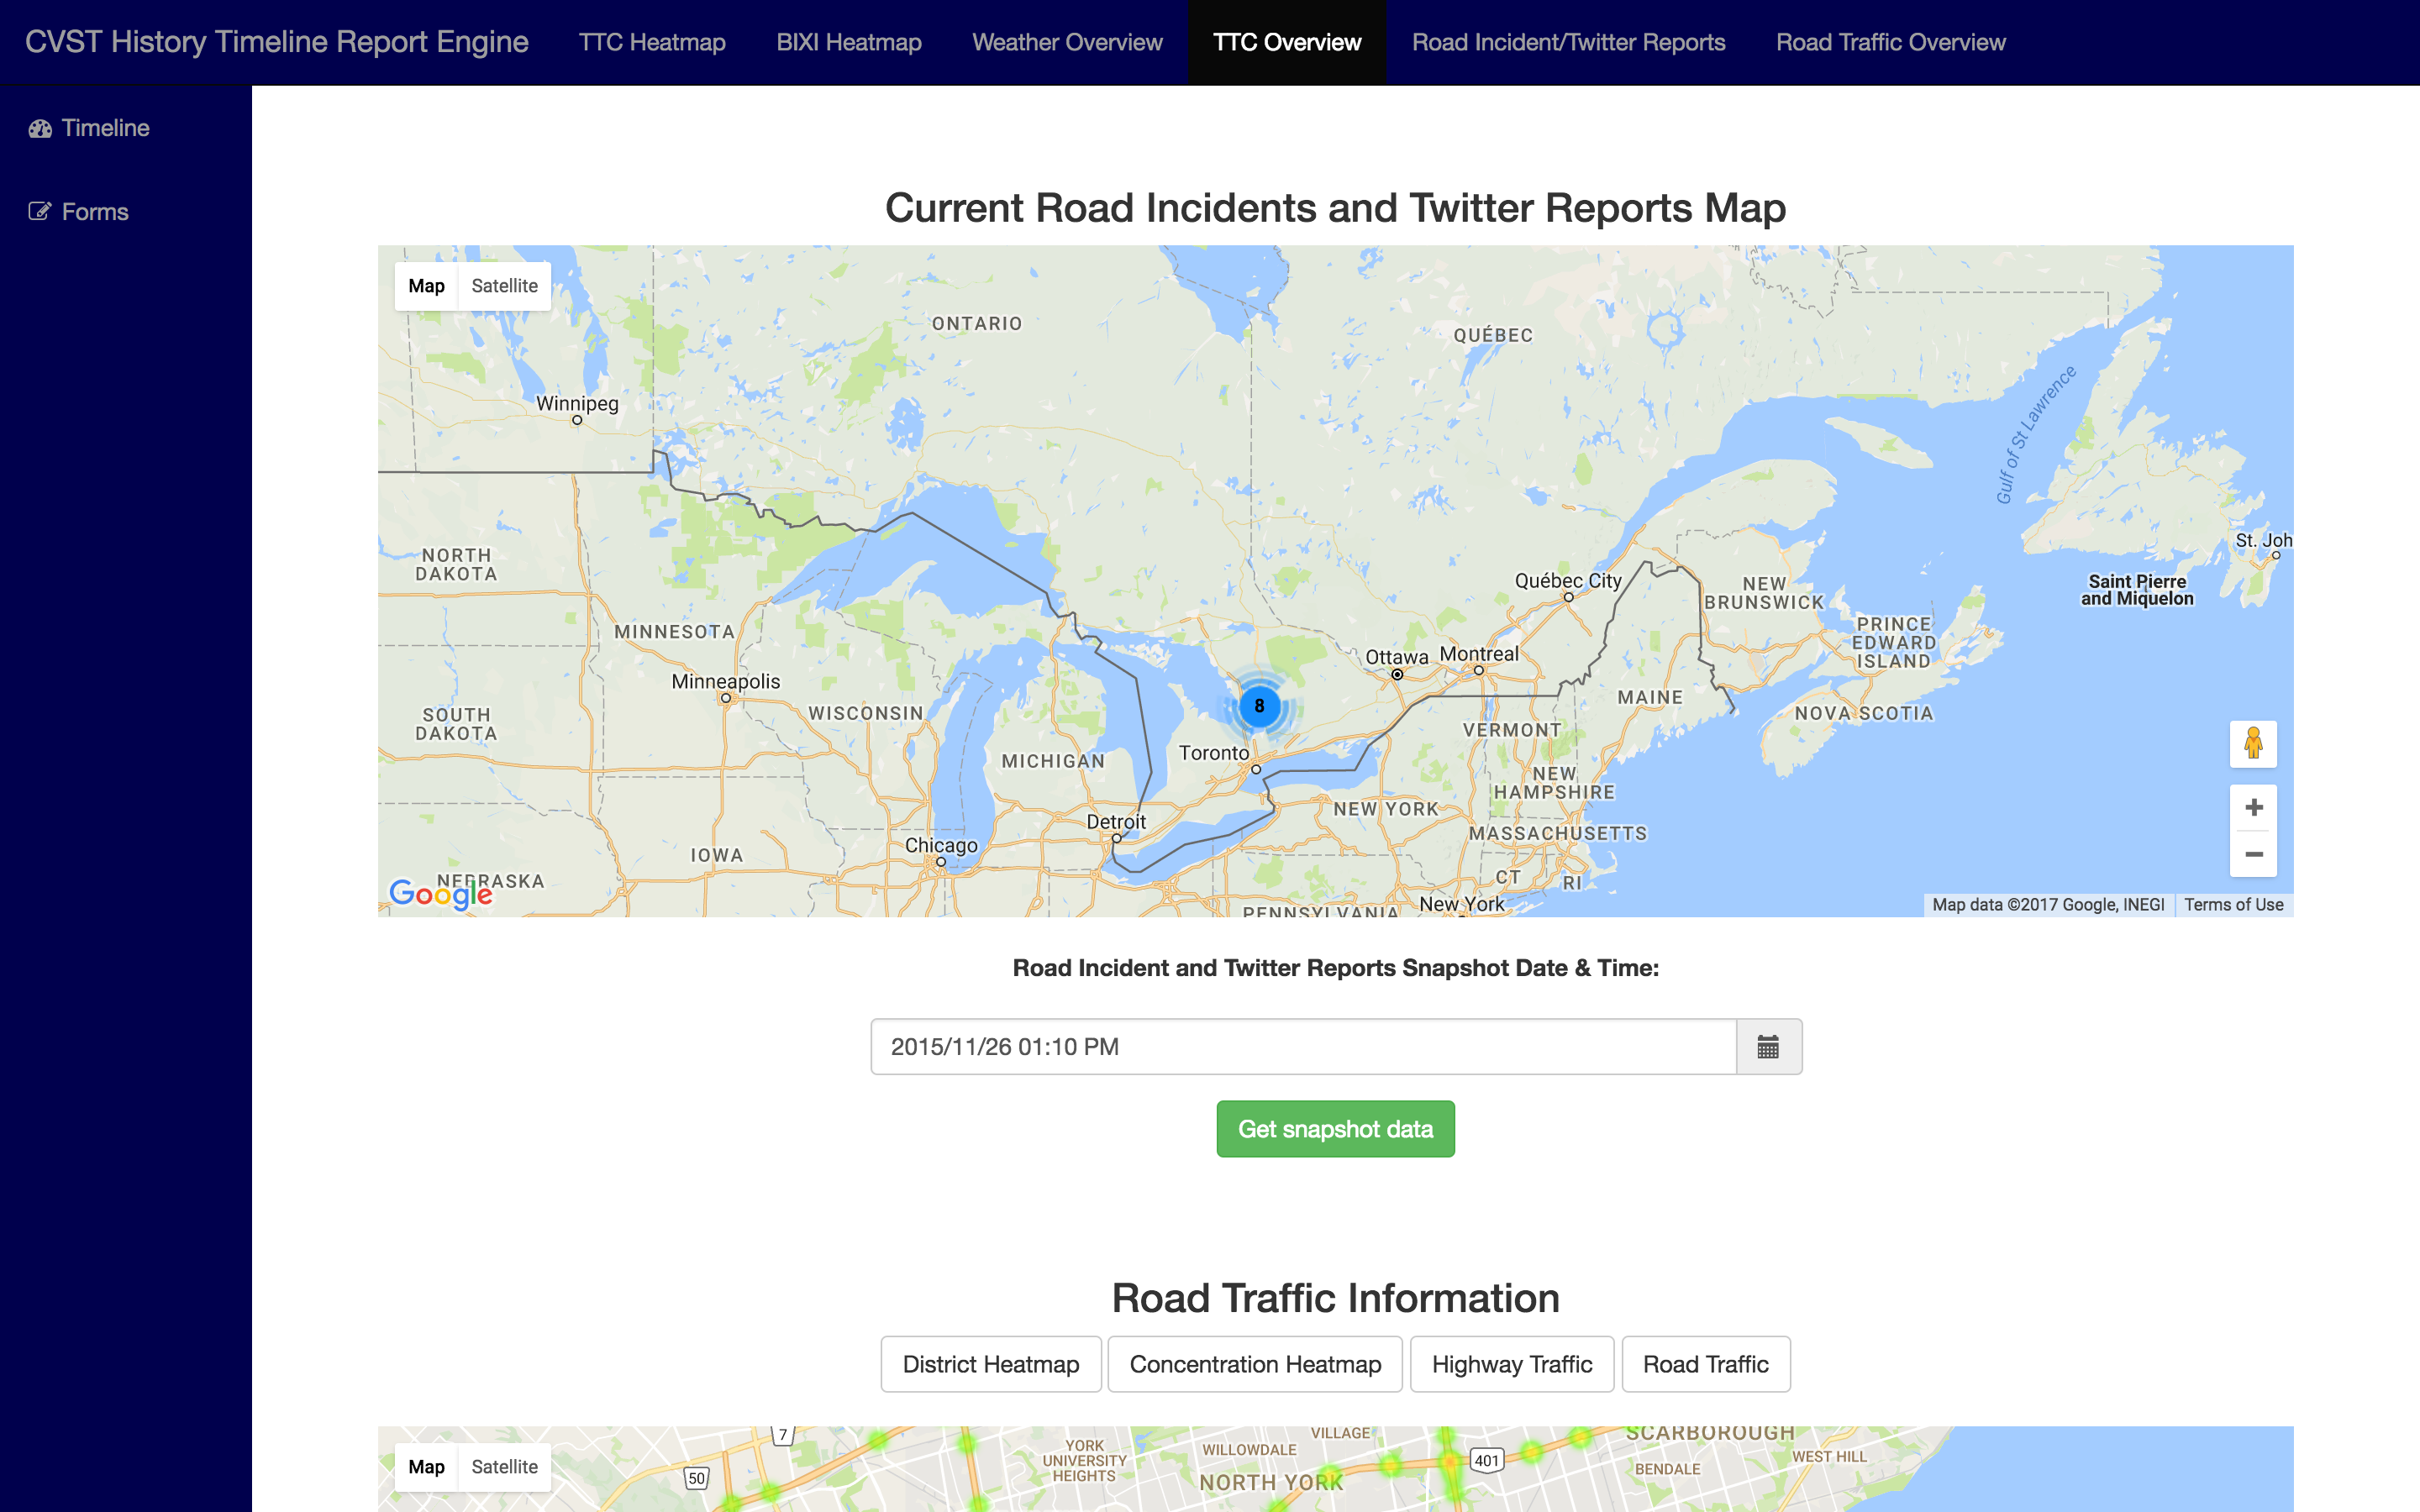 CVST History Timeline Report Engine
TTC Heatmap
BIXI Heatmap
Weather Overview
TTC Overview
Road Incident/Twitter Reports
Road Traffic Overview
Timeline
Forms
Current Road Incidents and Twitter Reports Map
Map
Satellite
ONTARIO
QUÉBEC
Winnipeg
Gulf of St Lawrence
NORTH
DAKOTA
St. Joh
Québec City
NEW
BRUNSWICK
Saint Pierre
and Miquelon
MINNESOTA
PRINCE
EDWARD
ISLAND
Ottawa
Montreal
Minneapolis
MAINE
SOUTH
DAKOTA
WISCONSIN
8
NOVA SCOTIA
VERMONT
Toronto
MICHIGAN
NEW
HAMPSHIRE
NEW YORK
Detroit
MASSACHUSETTS
Chicago
IOWA
CT
RI
NEBRASKA
Google
New York
PENNSYLVANIA
Map data ©2017 Google, INEGI
Terms of Use
Road Incident and Twitter Reports Snapshot Date & Time:
2015/11/26 01:10 PM
Get snapshot data
Road Traffic Information
District Heatmap
Concentration Heatmap
Highway Traffic
Road Traffic
Map
Satellite
7
50
YORK
UNIVERSITY
HEIGHTS
VILLAGE
WILLOWDALE
NORTH YORK
401
SCARBOROUGH
BENDALE
WEST HILL